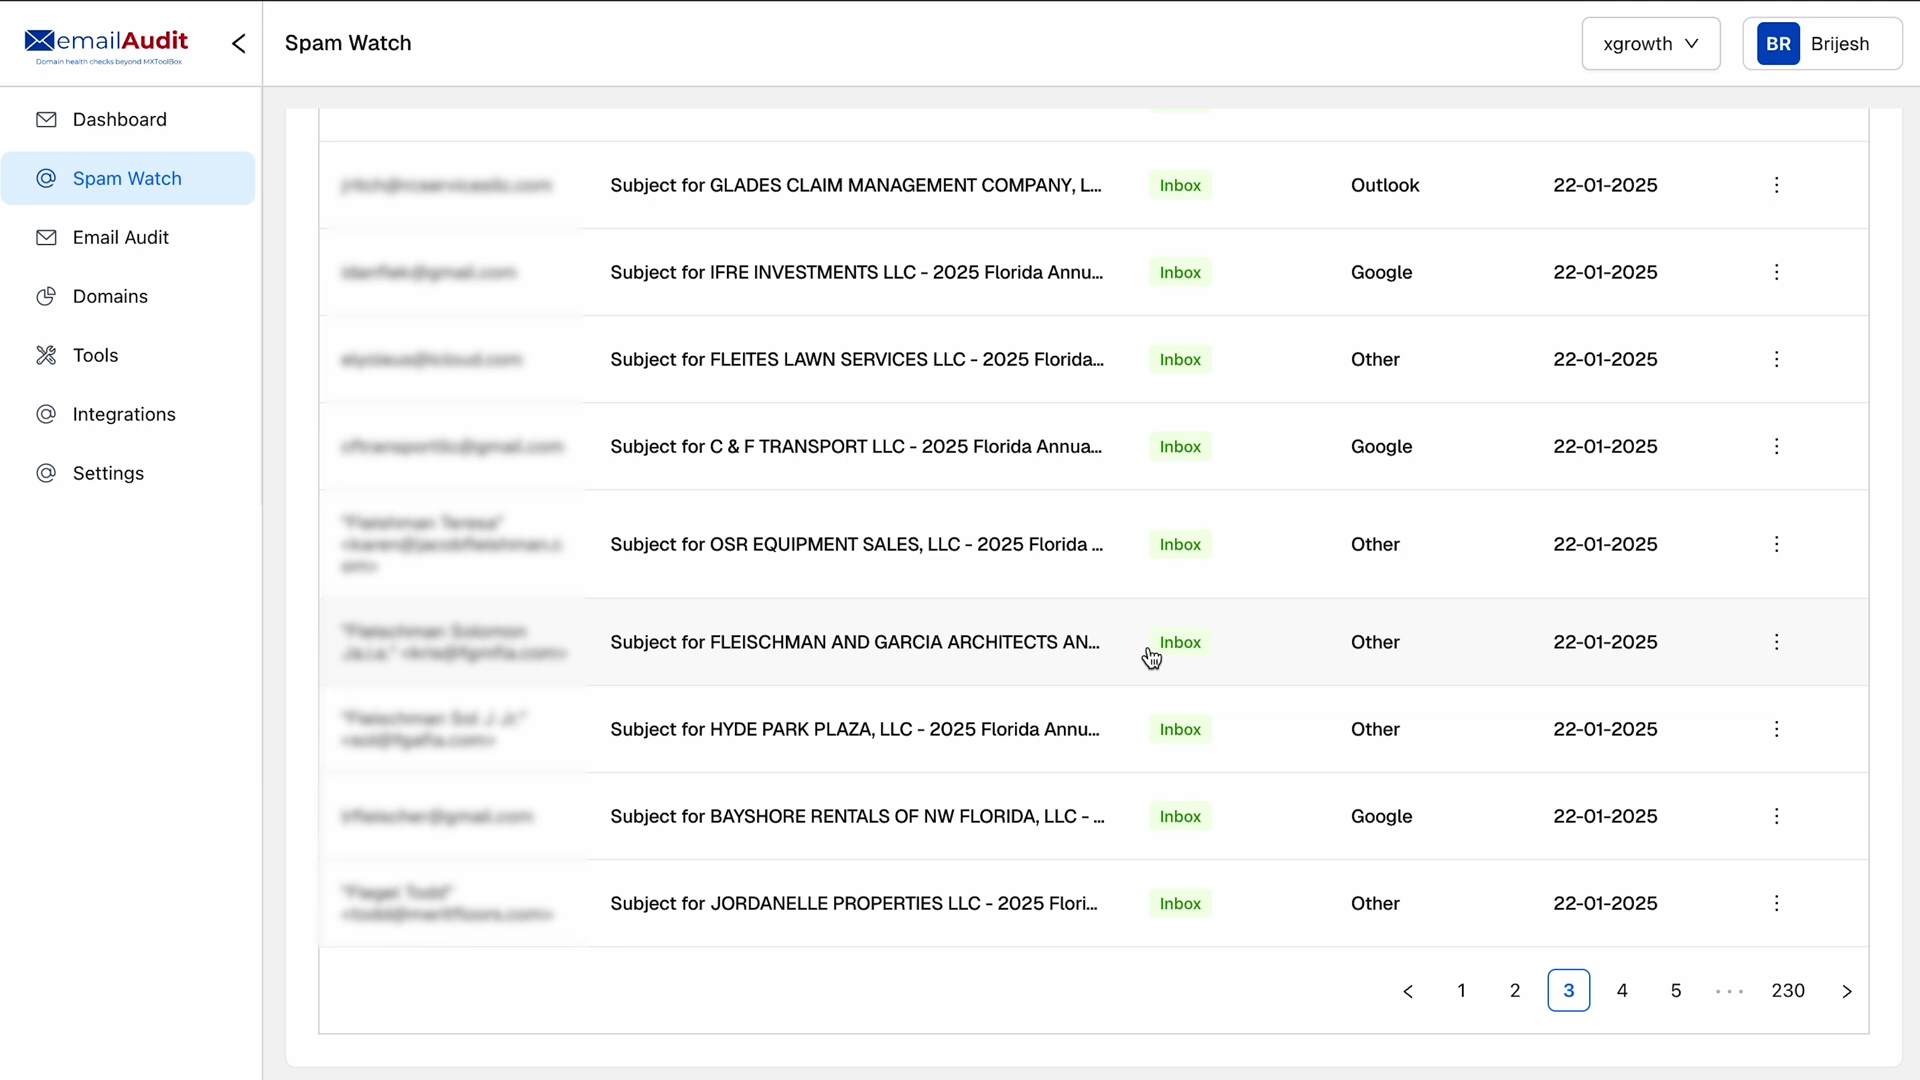 emailAudit
Domain health checks beyond MXToolBox
Spam Watch
xgrowth
BR
Brijesh
Dashboard
Spam Watch
Email Audit
Domains
Tools
Integrations
Settings
Subject for GLADES CLAIM MANAGEMENT COMPANY, L... Inbox Outlook 22-01-2025
Subject for IFRE INVESTMENTS LLC - 2025 Florida Annu... Inbox Google 22-01-2025
Subject for FLEITES LAWN SERVICES LLC - 2025 Florida... Inbox Other 22-01-2025
Subject for C & F TRANSPORT LLC - 2025 Florida Annua... Inbox Google 22-01-2025
Subject for OSR EQUIPMENT SALES, LLC - 2025 Florida ... Inbox Other 22-01-2025
Subject for FLEISCHMAN AND GARCIA ARCHITECTS AN... Inbox Other 22-01-2025
Subject for HYDE PARK PLAZA, LLC - 2025 Florida Annu... Inbox Other 22-01-2025
Subject for BAYSHORE RENTALS OF NW FLORIDA, LLC - ... Inbox Google 22-01-2025
Subject for JORDANELLE PROPERTIES LLC - 2025 Flori... Inbox Other 22-01-2025
< 1 2 3 4 5 ••• 230 >